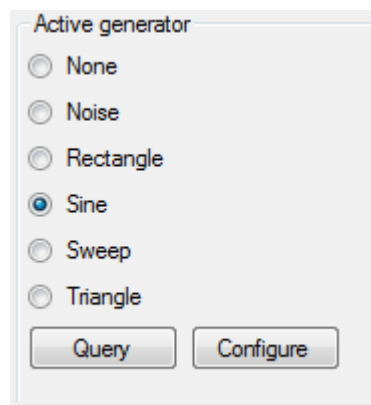 Active generator
None
Noise
Rectangle
Sine
Sweep
Triangle
Query Configure